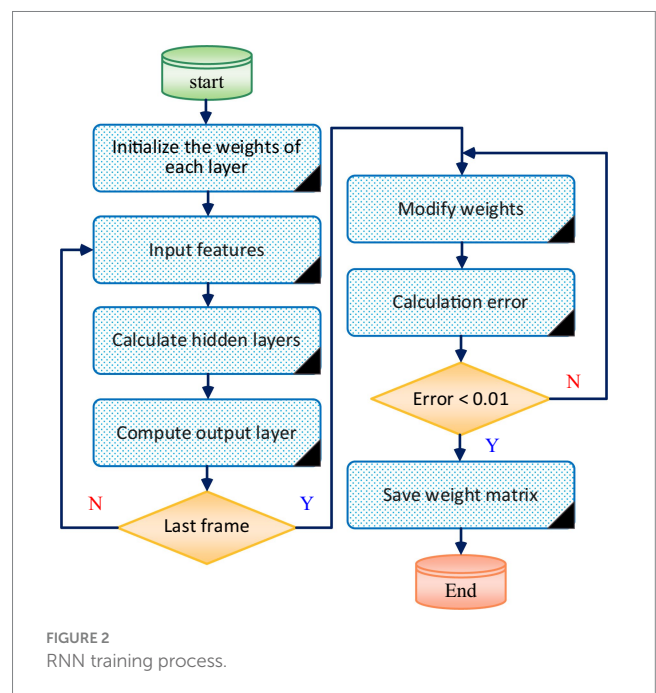 start
Initialize the weights of
each layer
Input features
Calculate hidden layers
Compute output layer
N
Last frame
Y
Modify weights
Calculation error
Error < 0.01
N
Y
Save weight matrix
End
FIGURE 2
RNN training process.